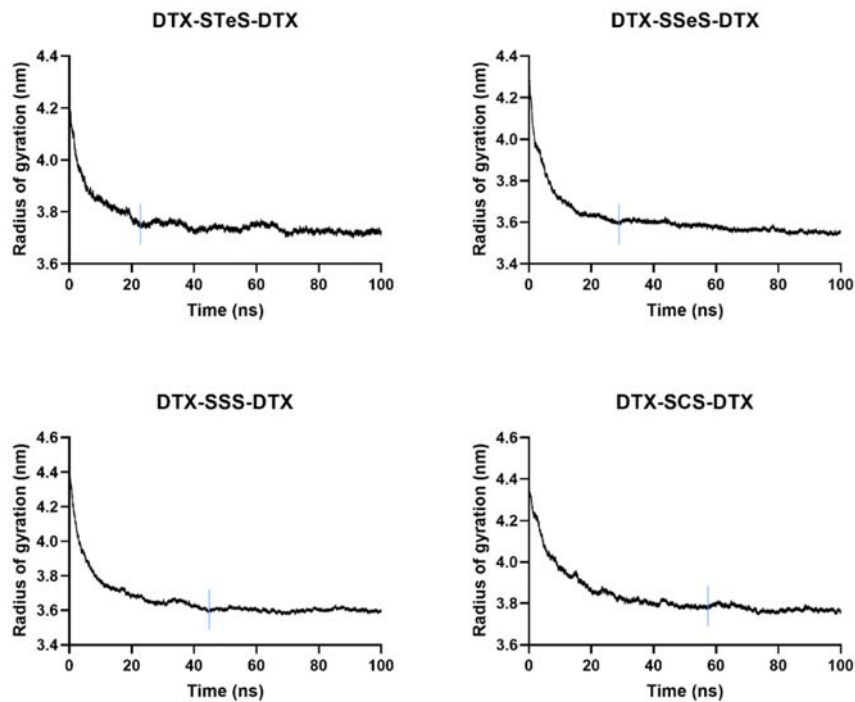 DTX-STeS-DTX
Radius of gyration (nm)
4.4
4.2
4.0
3.8
3.6
0 20 40 60 80 100
Time (ns)
DTX-SSeS-DTX
Radius of gyration (nm)
4.4
4.2
4.0
3.8
3.6
3.4
0 20 40 60 80 100
Time (ns)
DTX-SSS-DTX
Radius of gyration (nm)
4.6
4.4
4.2
4.0
3.8
3.6
3.4
0 20 40 60 80 100
Time (ns)
DTX-SCS-DTX
Radius of gyration (nm)
4.6
4.4
4.2
4.0
3.8
3.6
0 20 40 60 80 100
Time (ns)